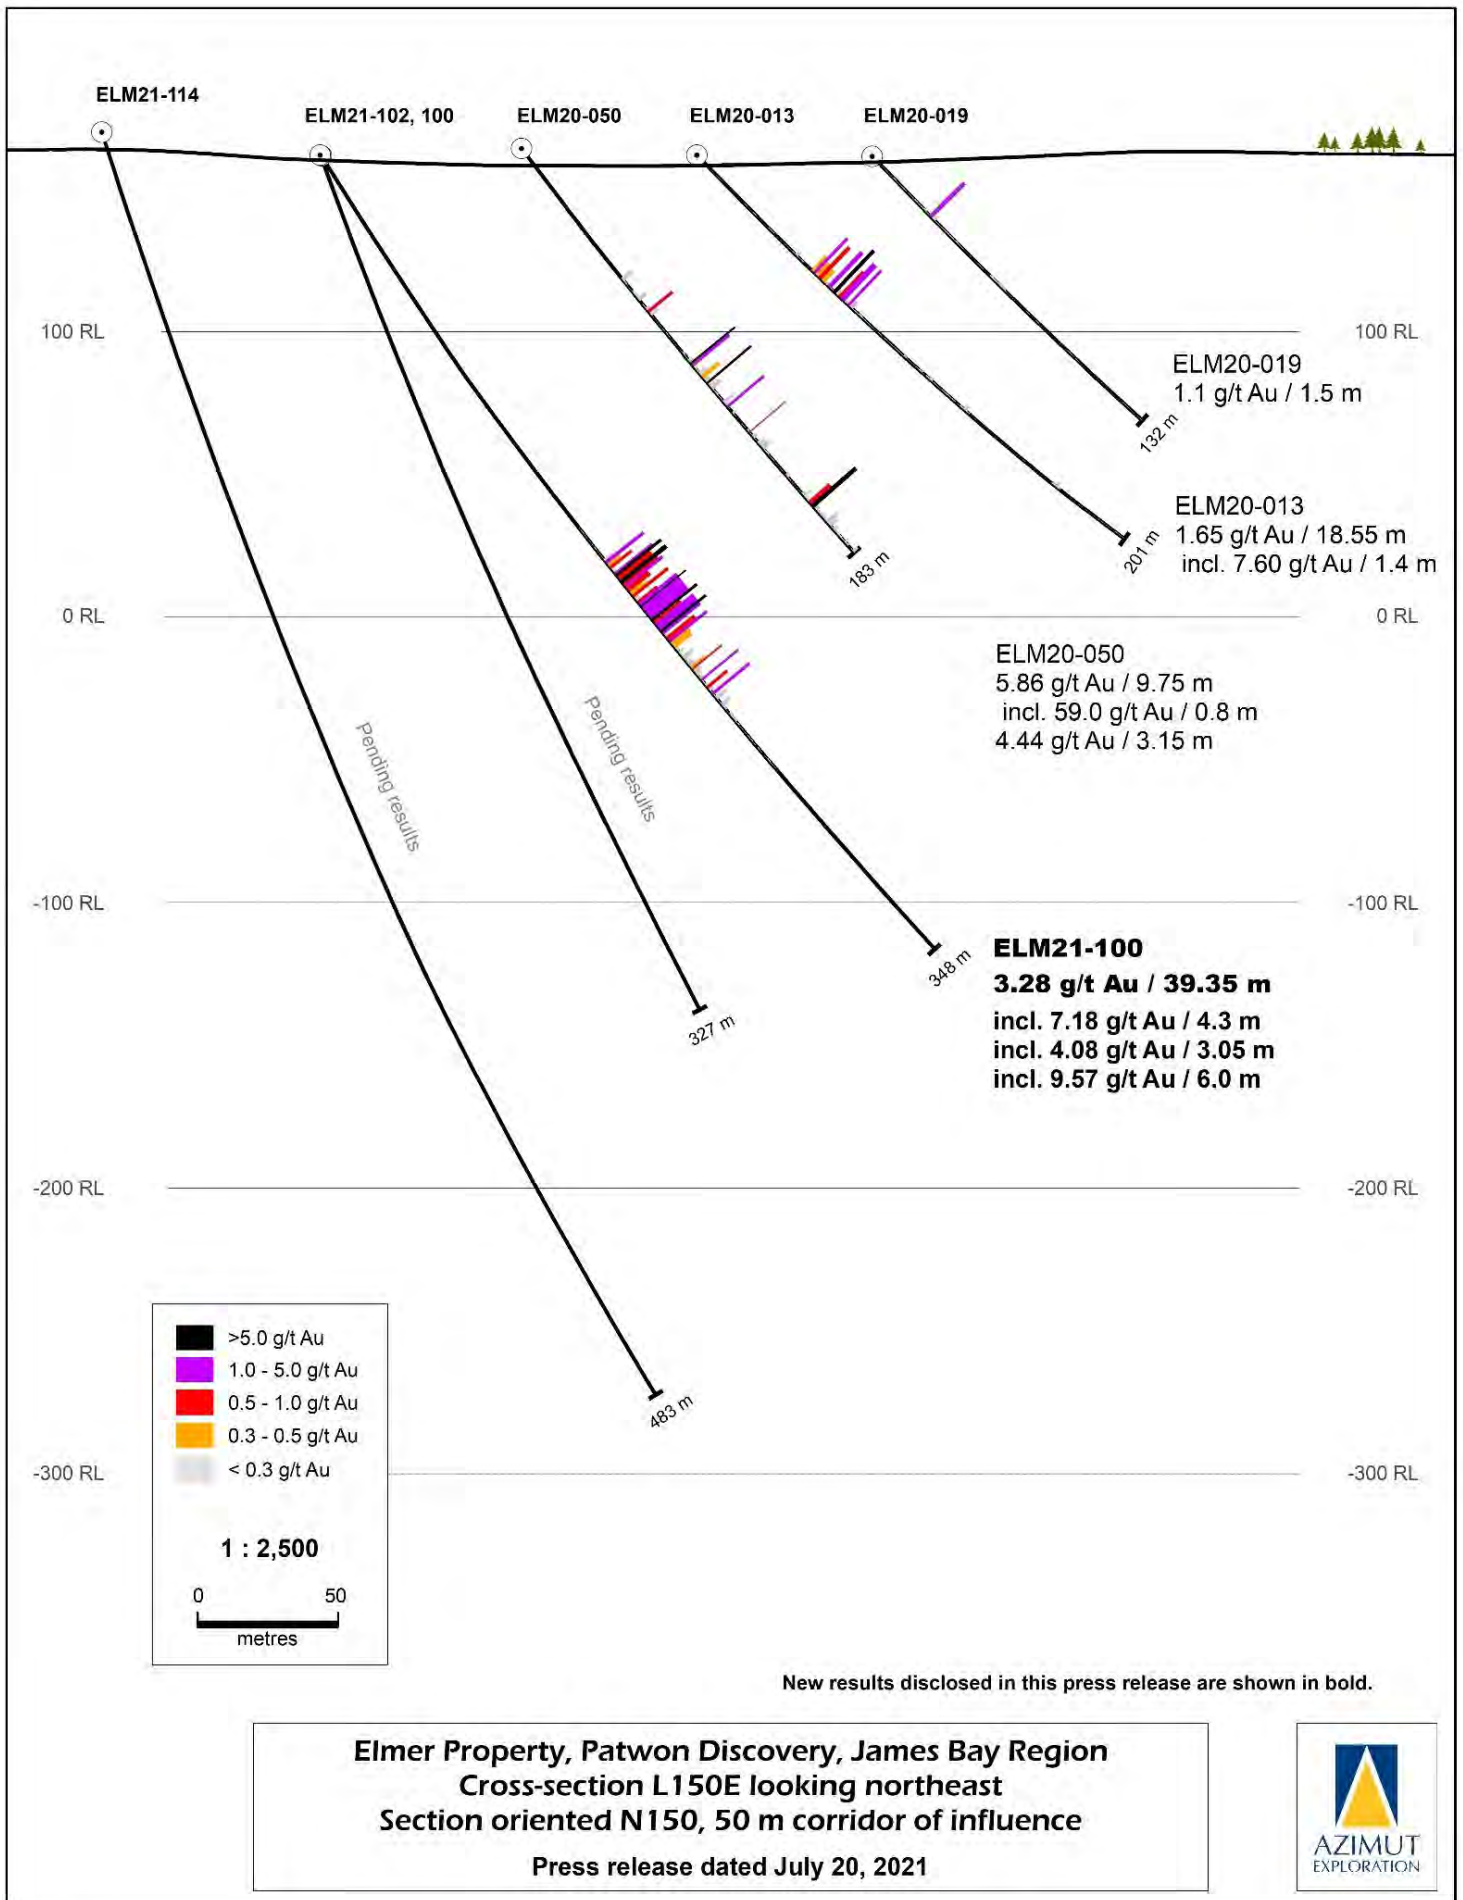 ELM21-114
ELM21-102, 100
ELM20-050
ELM20-013
ELM20-019
100 RL
100 RL
ELM20-019
1.1 g/t Au / 1.5 m
132 m
ELM20-013
1.65 g/t Au / 18.55 m
incl. 7.60 g/t Au / 1.4 m
201 m
183 m
0 RL
0 RL
ELM20-050
5.86 g/t Au / 9.75 m
incl. 59.0 g/t Au / 0.8 m
4.44 g/t Au / 3.15 m
Pending results
Pending results
-100 RL
-100 RL
ELM21-100
3.28 g/t Au / 39.35 m
incl. 7.18 g/t Au / 4.3 m
incl. 4.08 g/t Au / 3.05 m
incl. 9.57 g/t Au / 6.0 m
348 m
327 m
-200 RL
-200 RL
>5.0 g/t Au
1.0 - 5.0 g/t Au
0.5 - 1.0 g/t Au
0.3 - 0.5 g/t Au
< 0.3 g/t Au
483 m
-300 RL
-300 RL
1 : 2,500
0 50
metres
New results disclosed in this press release are shown in bold.
Elmer Property, Patwon Discovery, James Bay Region
Cross-section L150E looking northeast
Section oriented N150, 50 m corridor of influence
Press release dated July 20, 2021
AZIMUT
EXPLORATION